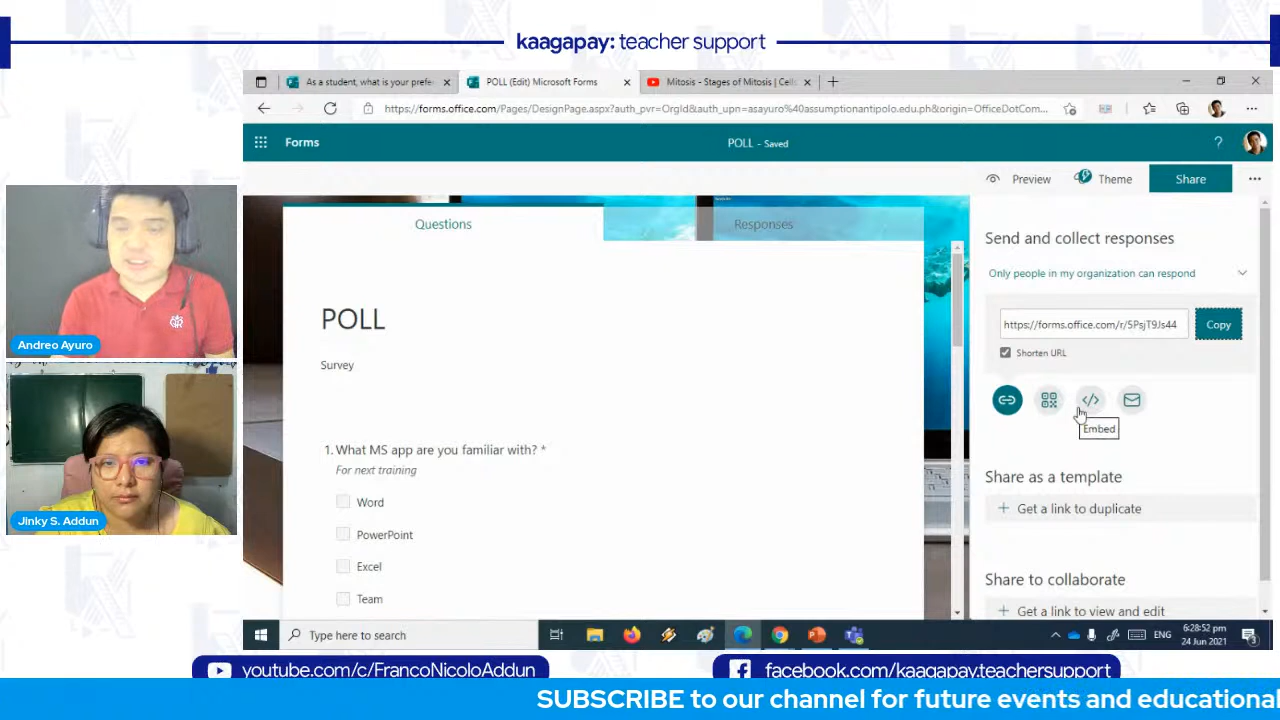 kaagapay: teacher support
As a student, what is your prefe
POLL (Edit) Microsoft Forms
Mitosis - Stages of Mitosis | Cells
https://forms.office.com/Pages/DesignPage.aspx?auth_pvr=OrgId&auth_upn=asayuro%40assumptionantipolo.edu.ph&origin=OfficeDotCom...
Forms
POLL - Saved
?
Preview
Theme
Share
Questions
Responses
Send and collect responses
Only people in my organization can respond
https://forms.office.com/r/5PsjT9Js44
Copy
Shorten URL
Embed
POLL
Survey
1. What MS app are you familiar with? *
For next training
Word
PowerPoint
Excel
Team
Share as a template
+ Get a link to duplicate
Share to collaborate
+ Get a link to view and edit
Andreo Ayuro
Jinky S. Addun
Type here to search
ENG
6:28:52 pm
24 Jun 2021
3
youtube.com/c/FrancoNicoloAddun
facebook.com/kaagapay.teachersupport
SUBSCRIBE to our channel for future events and educational